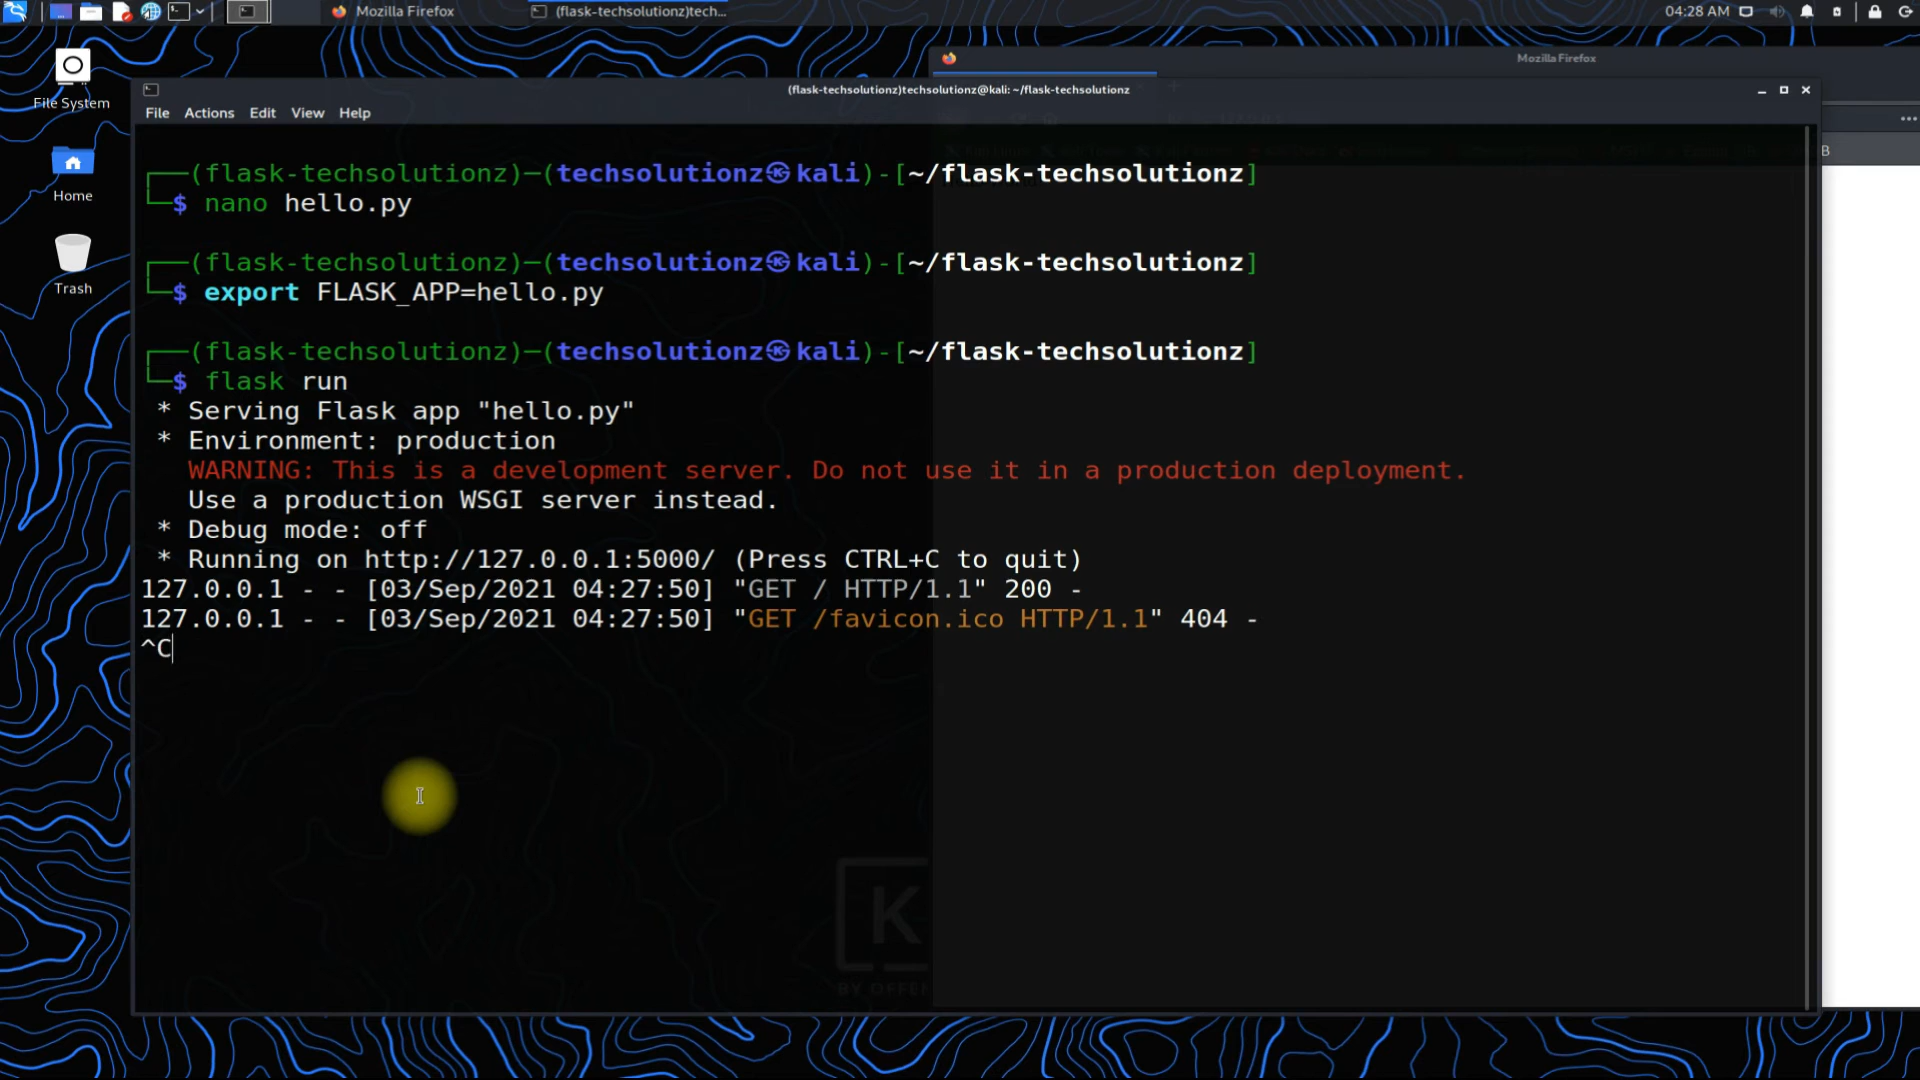 Mozilla Firefox
(flask-techsolutionz)tech...
04:28 AM
File System
Home
Trash
Mozilla Firefox
(flask-techsolutionz)techsolutionz@kali: ~/flask-techsolutionz
File Actions Edit View Help
┌──(flask-techsolutionz)─(techsolutionz㉿kali)-[~/flask-techsolutionz]
└─$ nano hello.py
┌──(flask-techsolutionz)─(techsolutionz㉿kali)-[~/flask-techsolutionz]
└─$ export FLASK_APP=hello.py
┌──(flask-techsolutionz)─(techsolutionz㉿kali)-[~/flask-techsolutionz]
└─$ flask run
* Serving Flask app "hello.py"
* Environment: production
WARNING: This is a development server. Do not use it in a production deployment.
Use a production WSGI server instead.
* Debug mode: off
* Running on http://127.0.0.1:5000/ (Press CTRL+C to quit)
127.0.0.1 - - [03/Sep/2021 04:27:50] "GET / HTTP/1.1" 200 -
127.0.0.1 - - [03/Sep/2021 04:27:50] "GET /favicon.ico HTTP/1.1" 404 -
^C
K
BY OFFEN
B